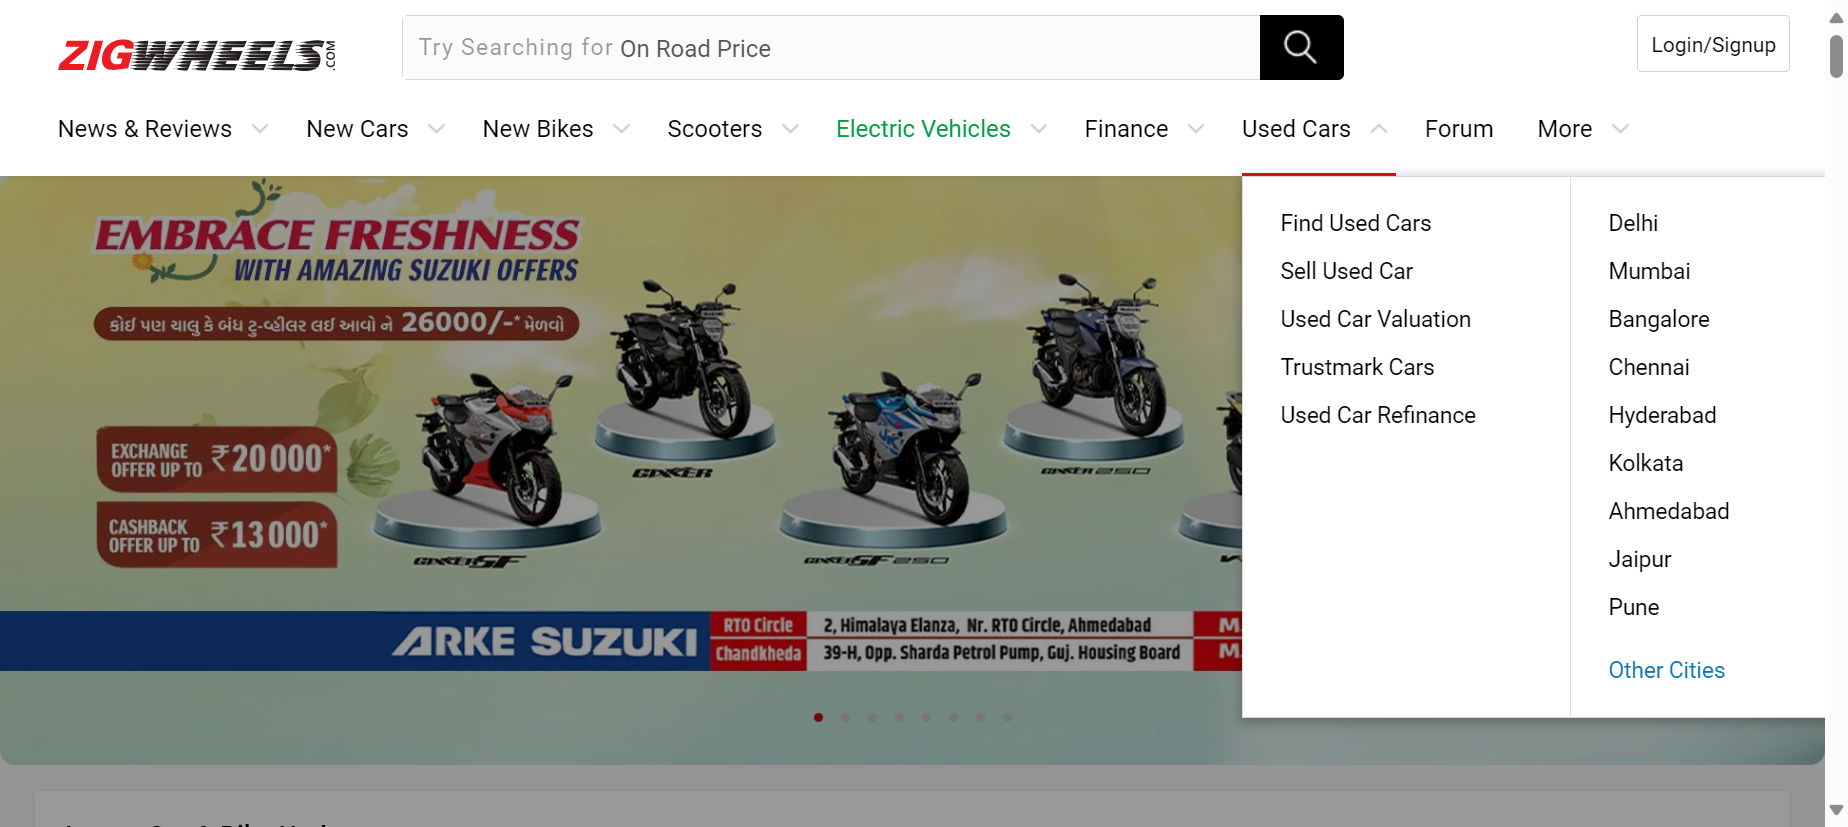 ZIGWHEELS.COM
Try Searching for On Road Price
Login/Signup
News & Reviews
New Cars
New Bikes
Scooters
Electric Vehicles
Finance
Used Cars
Forum
More
EMBRACE FRESHNESS
WITH AMAZING SUZUKI OFFERS
કોઈ પણ ચાલુ કે બંધ ટુ-વ્હીલર લઈ આવો ને 26000/-* મેળવો
EXCHANGE
OFFER UP TO ₹20000*
CASHBACK
OFFER UP TO ₹13000*
GIXXER
GIXXER 250
GIXXER SF
GIXXER SF 250
ARKE SUZUKI
RTO Circle
2, Himalaya Elanza, Nr. RTO Circle, Ahmedabad
Chandkheda
39-H, Opp. Sharda Petrol Pump, Guj. Housing Board
Find Used Cars
Sell Used Car
Used Car Valuation
Trustmark Cars
Used Car Refinance
Delhi
Mumbai
Bangalore
Chennai
Hyderabad
Kolkata
Ahmedabad
Jaipur
Pune
Other Cities